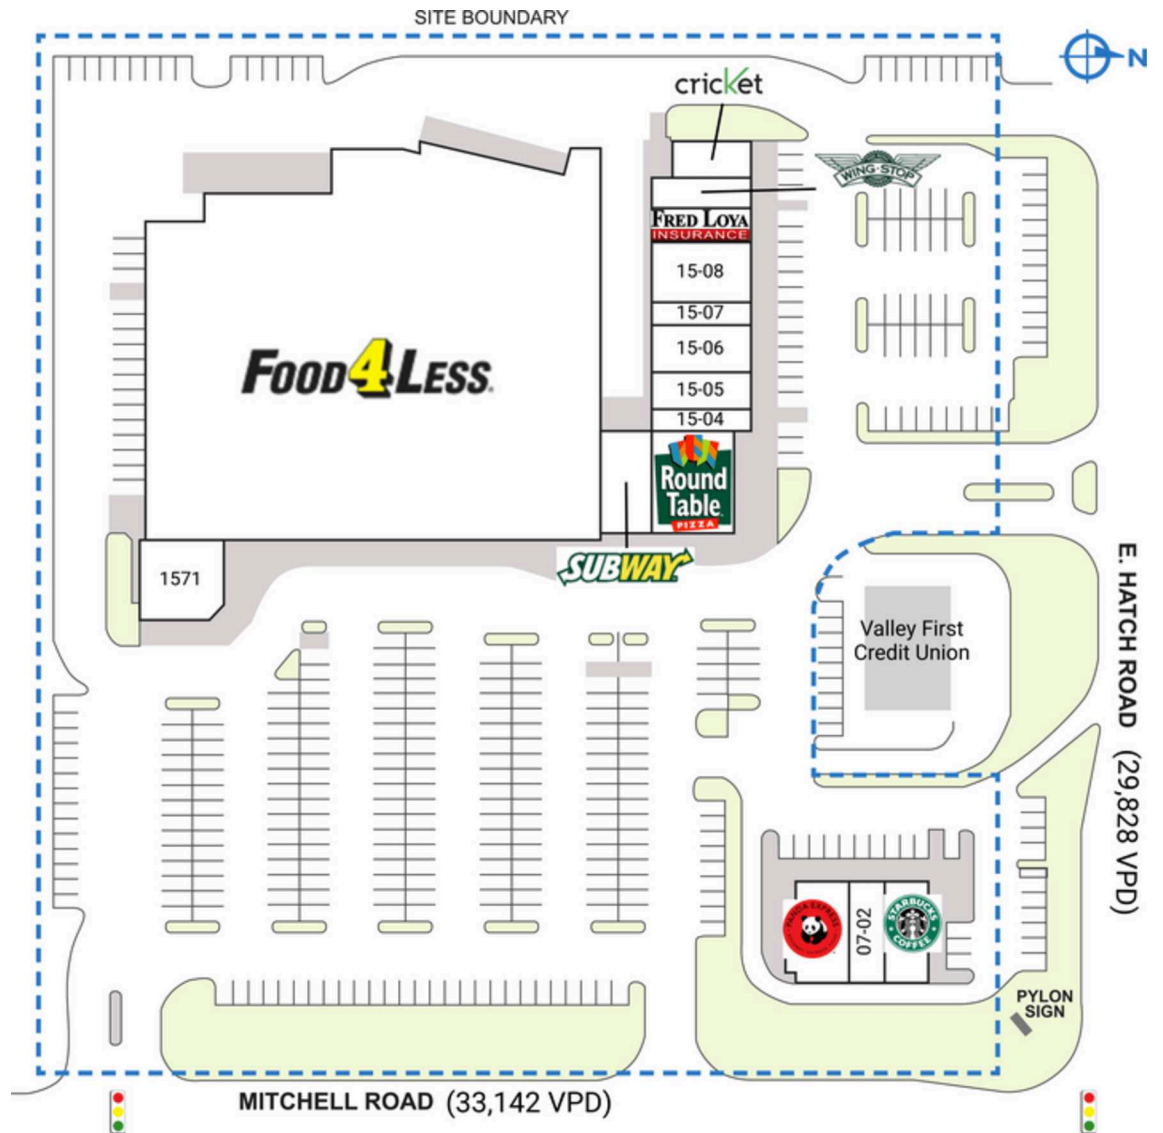 SITE BOUNDARY
N
cricket
WING·STOP
FRED LOYA
INSURANCE
15-08
15-07
15-06
15-05
15-04
FOOD 4 LESS
Round
Table
PIZZA
SUBWAY
1571
Valley First
Credit Union
E. HATCH ROAD (29,828 VPD)
PANDA EXPRESS
07-02
STARBUCKS
COFFEE
PYLON
SIGN
MITCHELL ROAD (33,142 VPD)